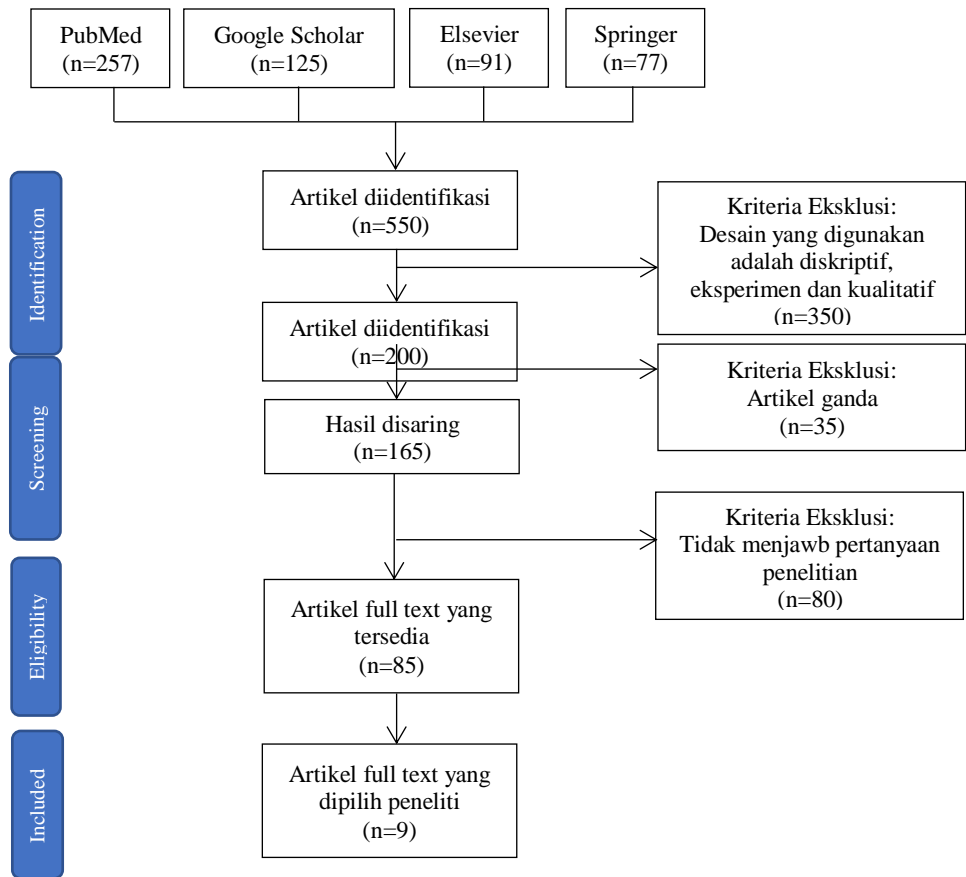 PubMed
(n=257)
Google Scholar
(n=125)
Elsevier
(n=91)
Springer
(n=77)
Identification
Artikel diidentifikasi
(n=550)
Kriteria Eksklusi:
Desain yang digunakan
adalah diskriptif,
eksperimen dan kualitatif
(n=350)
Artikel diidentifikasi
(n=200)
Screening
Kriteria Eksklusi:
Artikel ganda
(n=35)
Hasil disaring
(n=165)
Kriteria Eksklusi:
Tidak menjawb pertanyaan
penelitian
(n=80)
Eligibility
Artikel full text yang
tersedia
(n=85)
Included
Artikel full text yang
dipilih peneliti
(n=9)